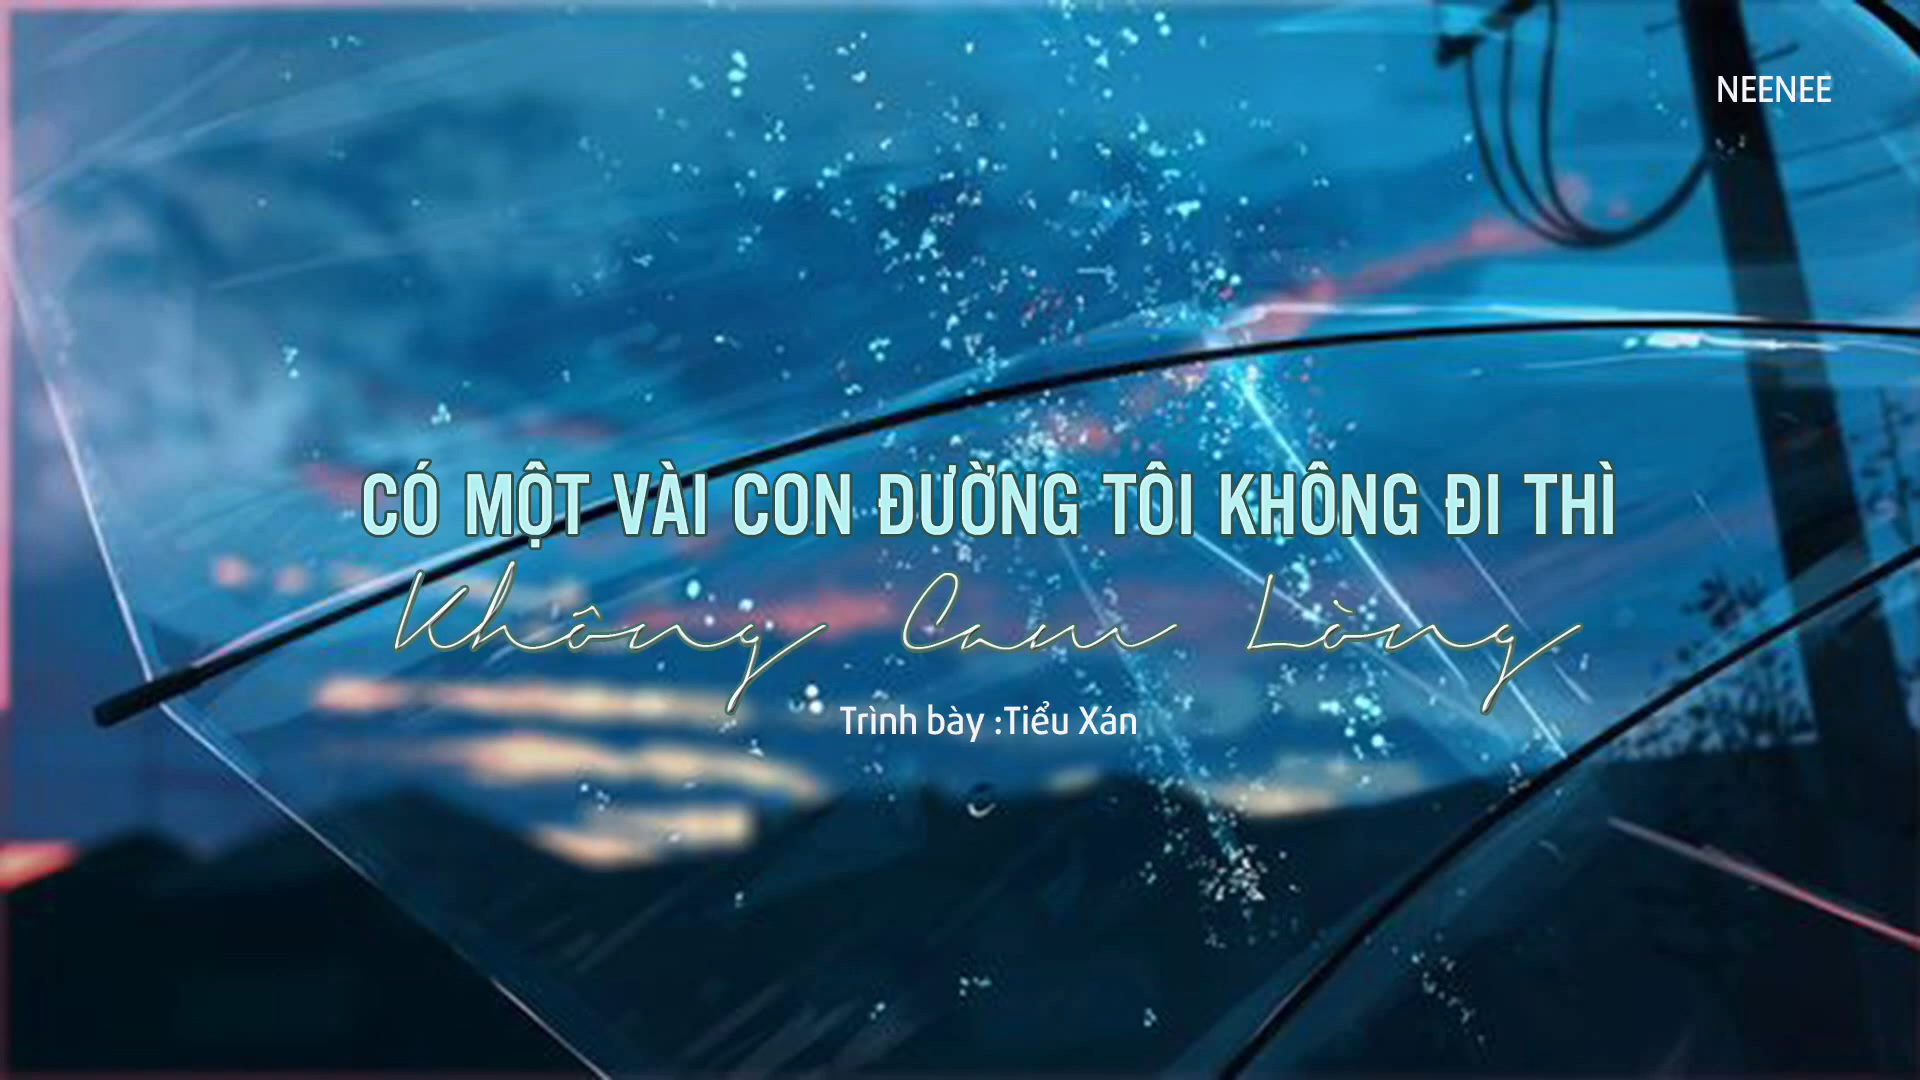 NEENEE
CÓ MỘT VÀI CON ĐƯỜNG TÔI KHÔNG ĐI THÌ
Không Cam Lòng
Trình bày :Tiểu Xán